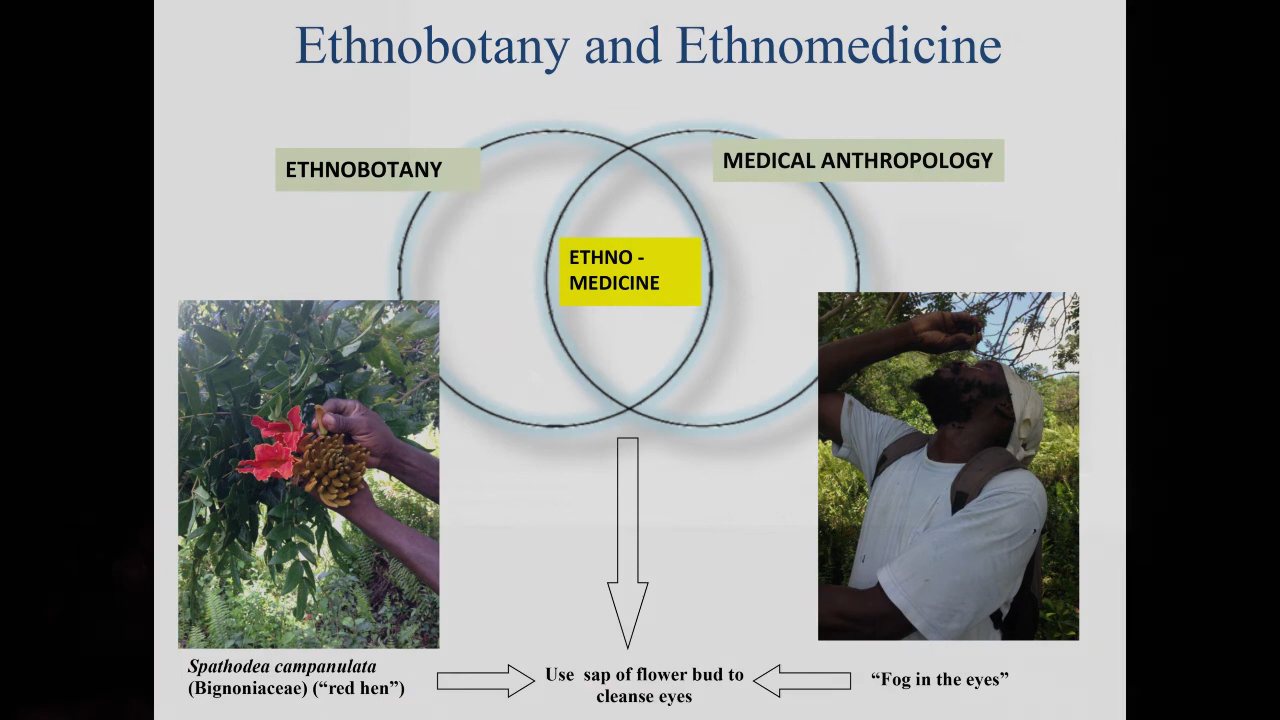 Ethnobotany and Ethnomedicine
ETHNOBOTANY
MEDICAL ANTHROPOLOGY
ETHNO -
MEDICINE
Spathodea campanulata
(Bignoniaceae) (“red hen”)
Use sap of flower bud to
cleanse eyes
“Fog in the eyes”